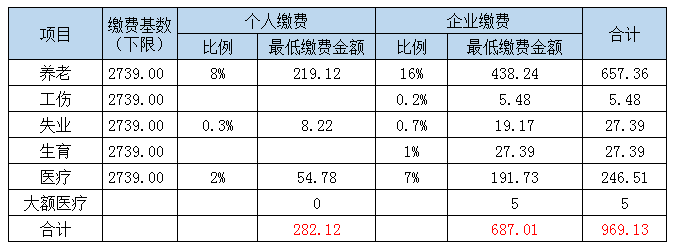 项目 缴费基数（下限） 个人缴费 企业缴费 合计
比例 最低缴费金额 比例 最低缴费金额
养老 2739.00 8% 219.12 16% 438.24 657.36
工伤 2739.00 0.2% 5.48 5.48
失业 2739.00 0.3% 8.22 0.7% 19.17 27.39
生育 2739.00 1% 27.39 27.39
医疗 2739.00 2% 54.78 7% 191.73 246.51
大额医疗 0 5 5
合计 282.12 687.01 969.13